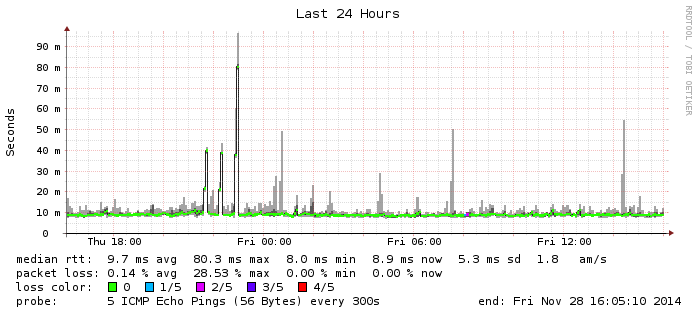 Last 24 Hours
RRDTOOL / TOBI OETIKER
Seconds
90 m
80 m
70 m
60 m
50 m
40 m
30 m
20 m
10 m
0
Thu 18:00 Fri 00:00 Fri 06:00 Fri 12:00
median rtt: 9.7 ms avg 80.3 ms max 8.0 ms min 8.9 ms now 5.3 ms sd 1.8 am/s
packet loss: 0.14 % avg 28.53 % max 0.00 % min 0.00 % now
loss color: 0 1/5 2/5 3/5 4/5
probe: 5 ICMP Echo Pings (56 Bytes) every 300s end: Fri Nov 28 16:05:10 2014